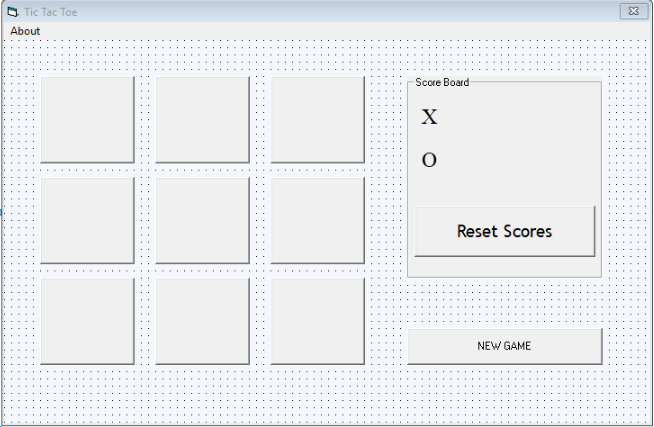 Tic Tac Toe
About
Score Board
X
O
Reset Scores
NEW GAME